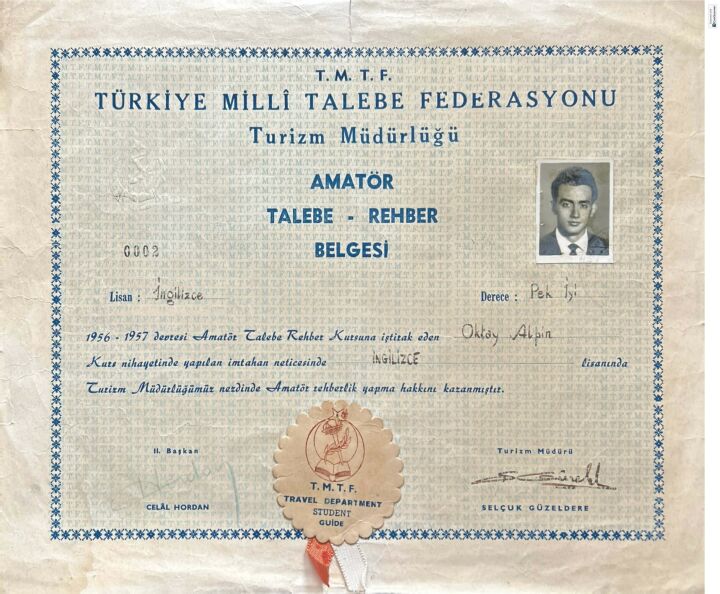 T. M. T. F.
TÜRKİYE MİLLÎ TALEBE FEDERASYONU
Turizm Müdürlüğü
AMATÖR
TALEBE - REHBER
BELGESİ
0002
Lisan : İngilizce
Derece : Pek İyi
1956 - 1957 devresi Amatör Talebe Rehber Kursuna iştirak eden Oktay Alpin
Kurs nihayetinde yapılan imtahan neticesinde İNGİLİZCE lisanında
Turizm Müdürlüğümüz nezdinde Amatör rehberlik yapma hakkını kazanmıştır.
II. Başkan
Turizm Müdürü
CELÂL HORDAN
SELÇUK GÜZELDERE
T. M. T. F.
TRAVEL DEPARTMENT
STUDENT
GUIDE